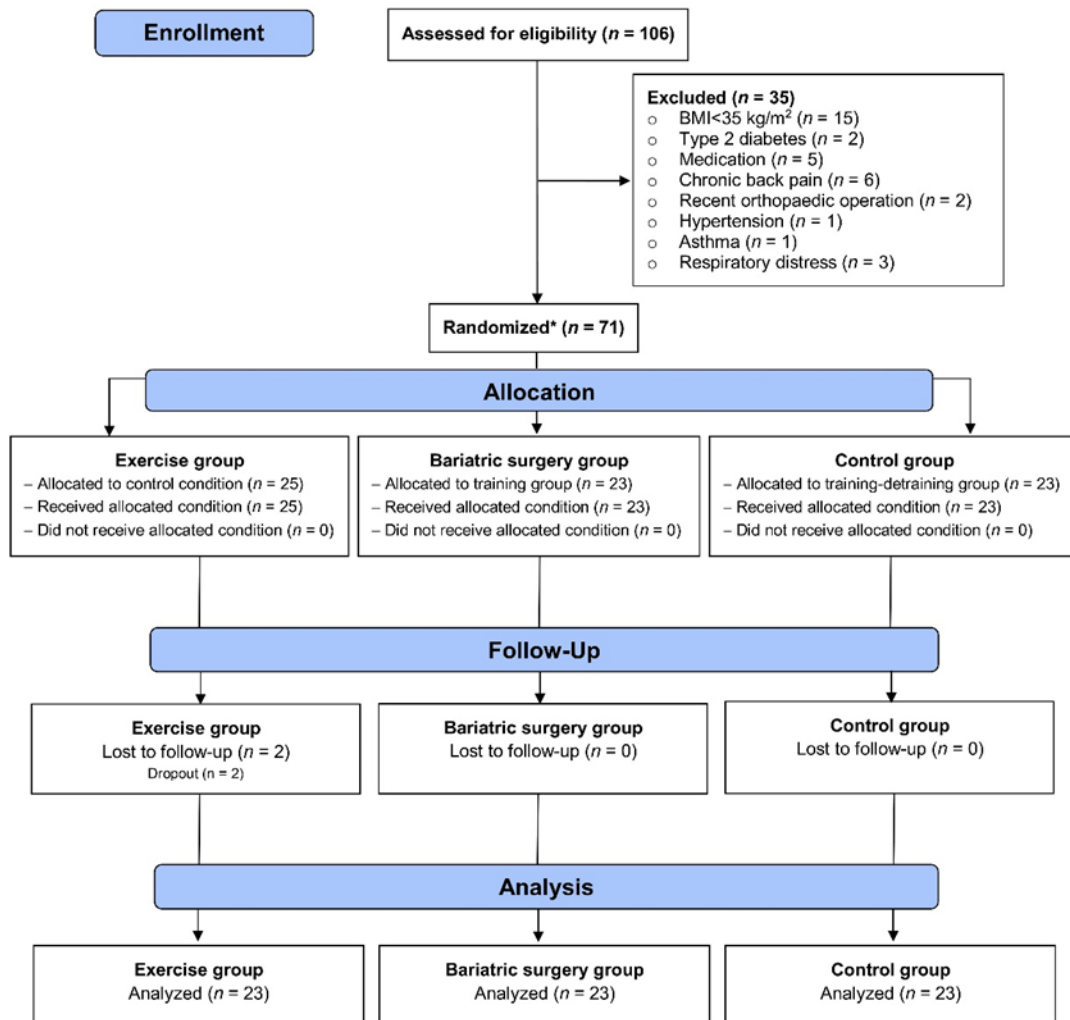 Enrollment
Assessed for eligibility (n = 106)
Excluded (n = 35)
○ BMI<35 kg/m² (n = 15)
○ Type 2 diabetes (n = 2)
○ Medication (n = 5)
○ Chronic back pain (n = 6)
○ Recent orthopaedic operation (n = 2)
○ Hypertension (n = 1)
○ Asthma (n = 1)
○ Respiratory distress (n = 3)
Randomized* (n = 71)
Allocation
Exercise group
– Allocated to control condition (n = 25)
– Received allocated condition (n = 25)
– Did not receive allocated condition (n = 0)
Bariatric surgery group
– Allocated to training group (n = 23)
– Received allocated condition (n = 23)
– Did not receive allocated condition (n = 0)
Control group
– Allocated to training-detraining group (n = 23)
– Received allocated condition (n = 23)
– Did not receive allocated condition (n = 0)
Follow-Up
Exercise group
Lost to follow-up (n = 2)
Dropout (n = 2)
Bariatric surgery group
Lost to follow-up (n = 0)
Control group
Lost to follow-up (n = 0)
Analysis
Exercise group
Analyzed (n = 23)
Bariatric surgery group
Analyzed (n = 23)
Control group
Analyzed (n = 23)